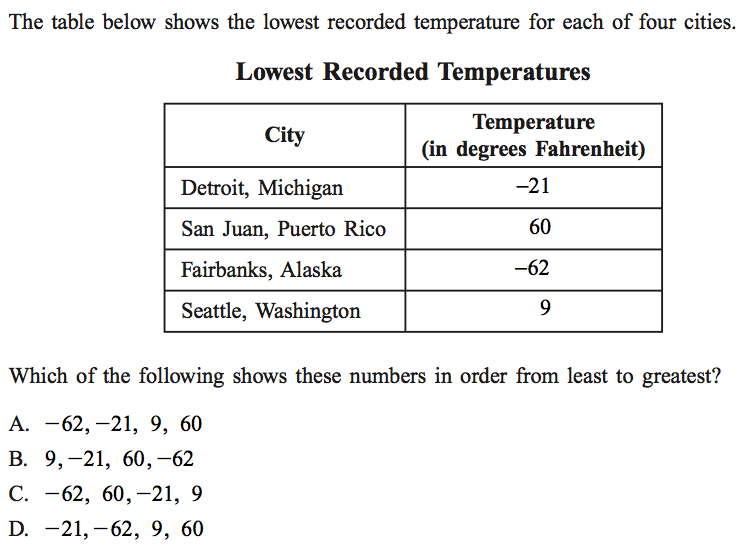 The table below shows the lowest recorded temperature for each of four cities.
Lowest Recorded Temperatures
City
Temperature
(in degrees Fahrenheit)
Detroit, Michigan –21
San Juan, Puerto Rico 60
Fairbanks, Alaska –62
Seattle, Washington 9
Which of the following shows these numbers in order from least to greatest?
A. −62, −21, 9, 60
B. 9, −21, 60, −62
C. −62, 60, −21, 9
D. −21, −62, 9, 60